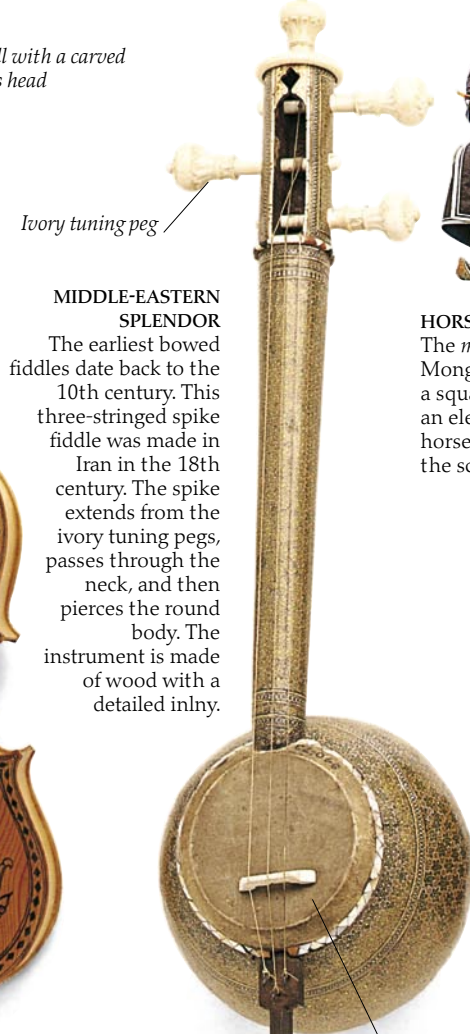 with a carved
head
Ivory tuning peg
MIDDLE-EASTERN
SPLENDOR
The earliest bowed
fiddles date back to the
10th century. This
three-stringed spike
fiddle was made in
Iran in the 18th
century. The spike
extends from the
ivory tuning pegs,
passes through the
neck, and then
pierces the round
body. The
instrument is made
of wood with a
detailed inlny.
HORS
The m
Mong
a squa
an ele
horse
the so